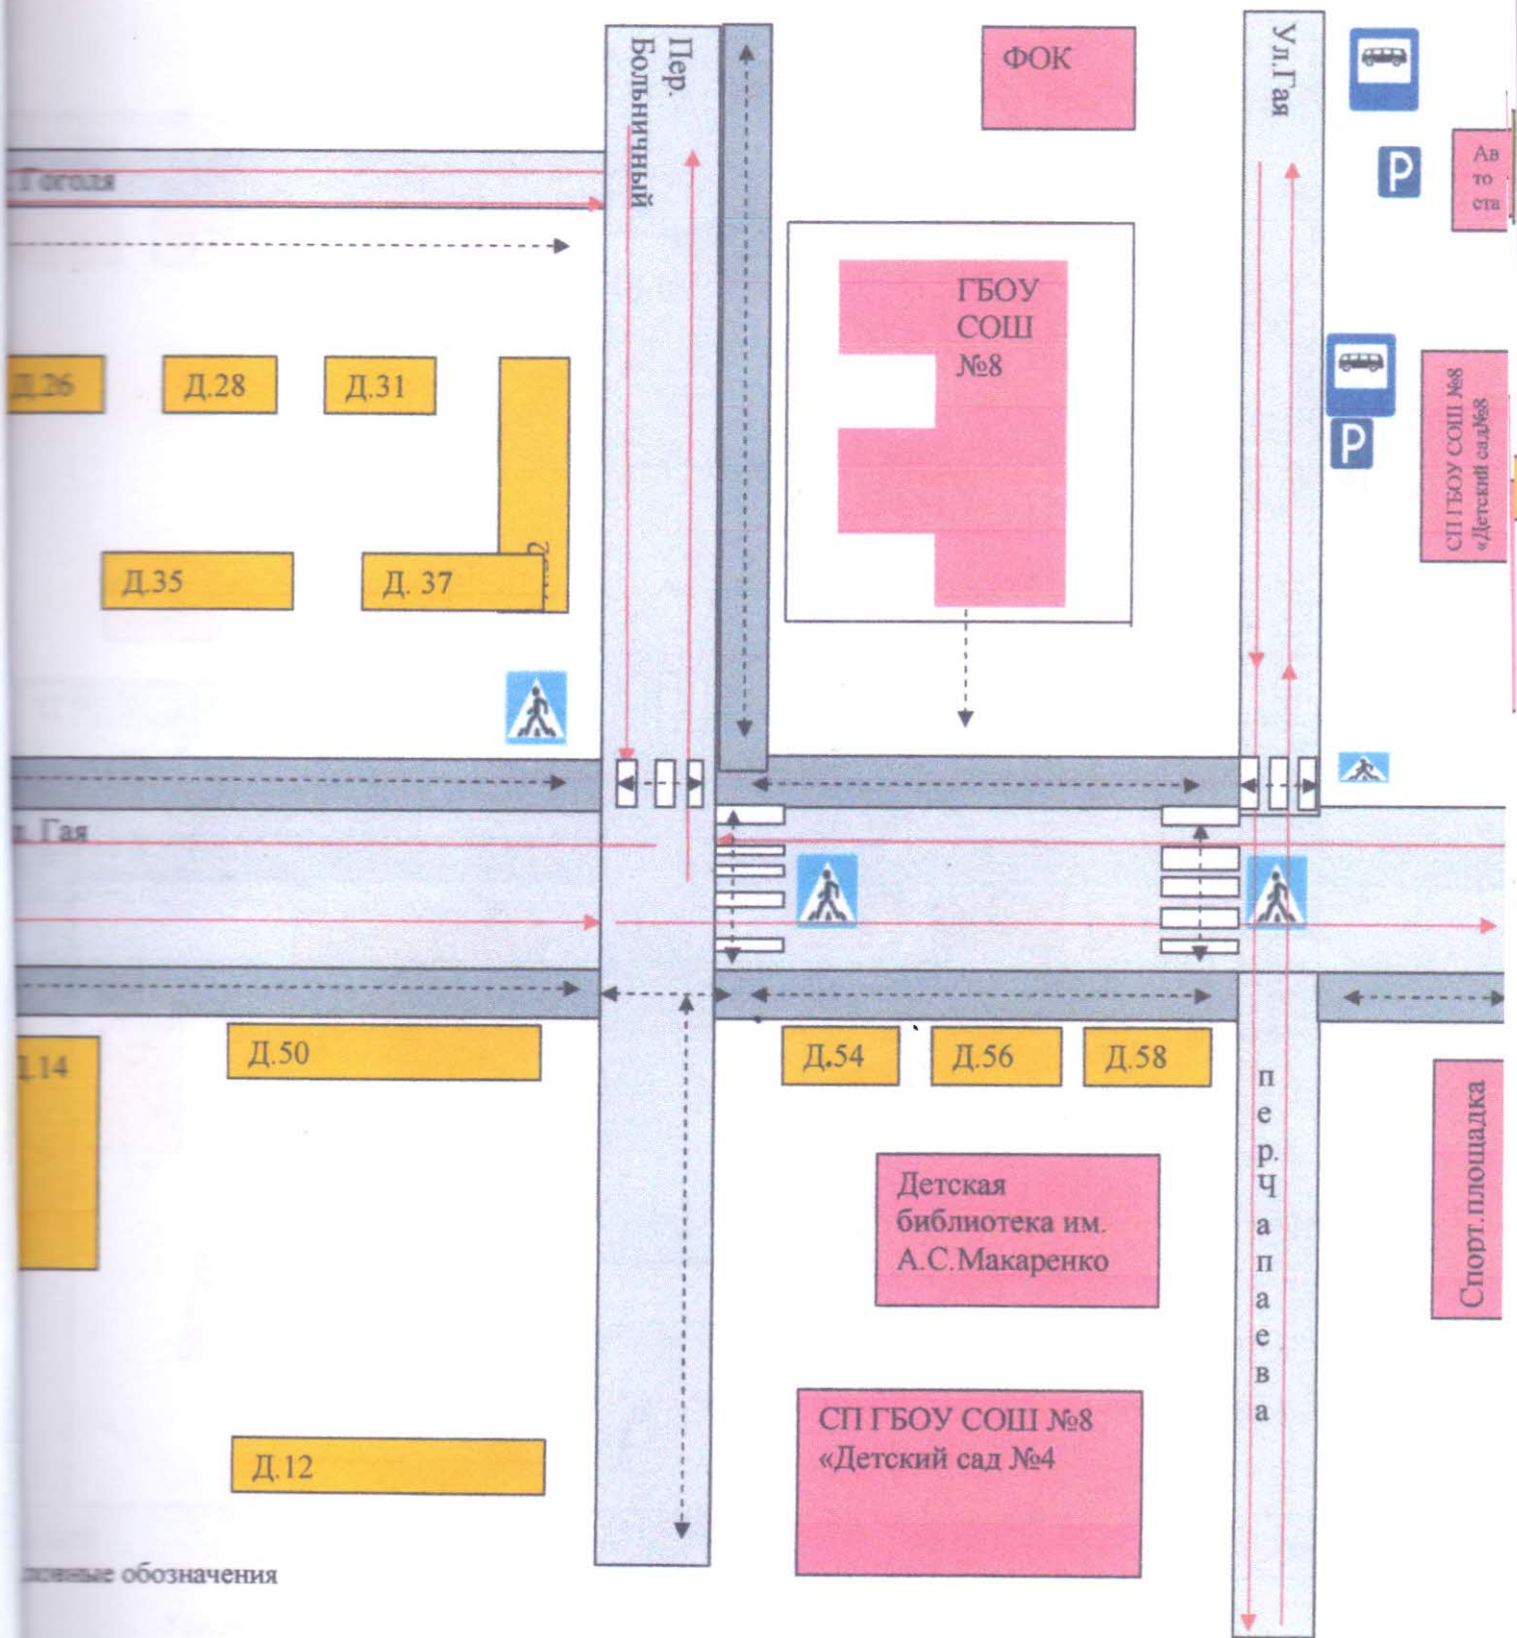 Пер.
Больничный
ФОК
Ул.Гая
P
Ав
то
ста
Гоголя
ГБОУ
СОШ
№8
Д.26
Д.28
Д.31
P
СП ГБОУ СОШ №8
«Детский сад№8
Д.35
Д. 37
Гая
Д.14
Д.50
Д.54
Д.56
Д.58
пер.Чапаева
Спорт.площадка
Детская
библиотека им.
А.С.Макаренко
СП ГБОУ СОШ №8
«Детский сад №4
Д.12
обозначения